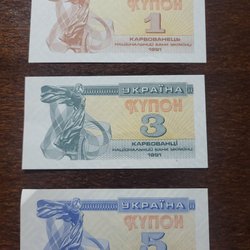 КУПОН
1
КАРБОВАНЕЦЬ
НАЦІОНАЛЬНИЙ БАНК УКРАЇНИ
1991
УКРАЇНА
КУПОН
3
КАРБОВАНЦІ
НАЦІОНАЛЬНИЙ БАНК УКРАЇНИ
1991
УКРАЇНА
КУПОН
5